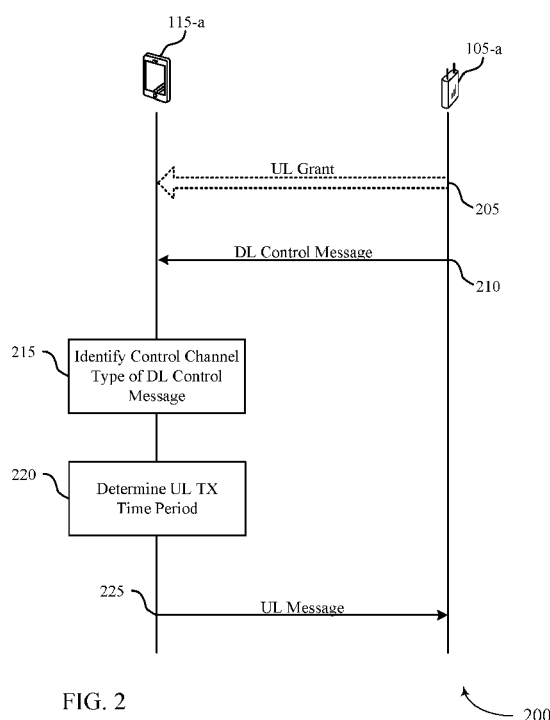 115-a
105-a
UL Grant
205
DL Control Message
210
215
Identify Control Channel
Type of DL Control
Message
220
Determine UL TX
Time Period
225
UL Message
FIG. 2
200